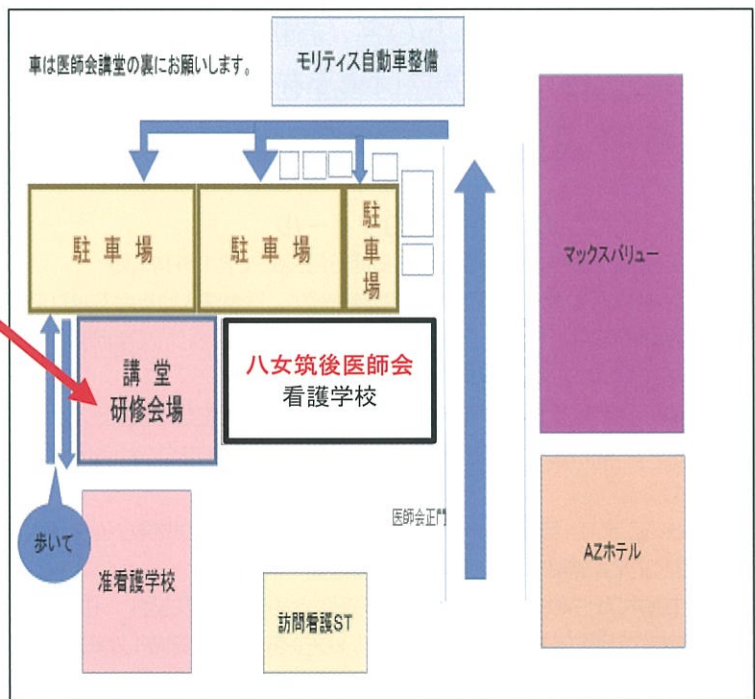 車は医師会講堂の裏にお願いします。
モリティス自動車整備
マックスバリュー
駐車場
駐車場
駐車場
講堂
研修会場
八女筑後医師会
看護学校
医師会正門
歩いて
准看護学校
訪問看護ST
AZホテル